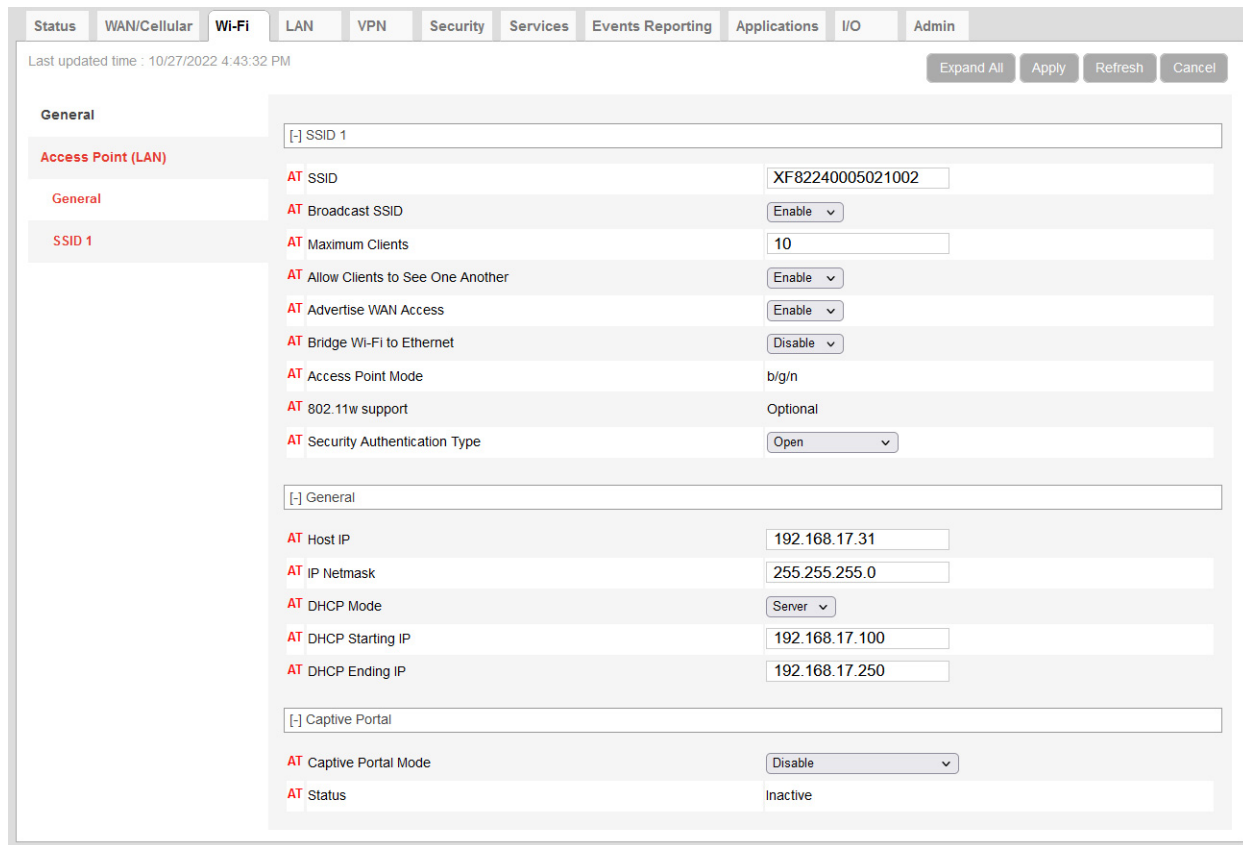 Status WAN/Cellular Wi-Fi LAN VPN Security Services Events Reporting Applications I/O Admin
Last updated time : 10/27/2022 4:43:32 PM
Expand All Apply Refresh Cancel
General
Access Point (LAN)
General
SSID 1
[-] SSID 1
AT SSID XF82240005021002
AT Broadcast SSID Enable
AT Maximum Clients 10
AT Allow Clients to See One Another Enable
AT Advertise WAN Access Enable
AT Bridge Wi-Fi to Ethernet Disable
AT Access Point Mode b/g/n
AT 802.11w support Optional
AT Security Authentication Type Open
[-] General
AT Host IP 192.168.17.31
AT IP Netmask 255.255.255.0
AT DHCP Mode Server
AT DHCP Starting IP 192.168.17.100
AT DHCP Ending IP 192.168.17.250
[-] Captive Portal
AT Captive Portal Mode Disable
AT Status Inactive